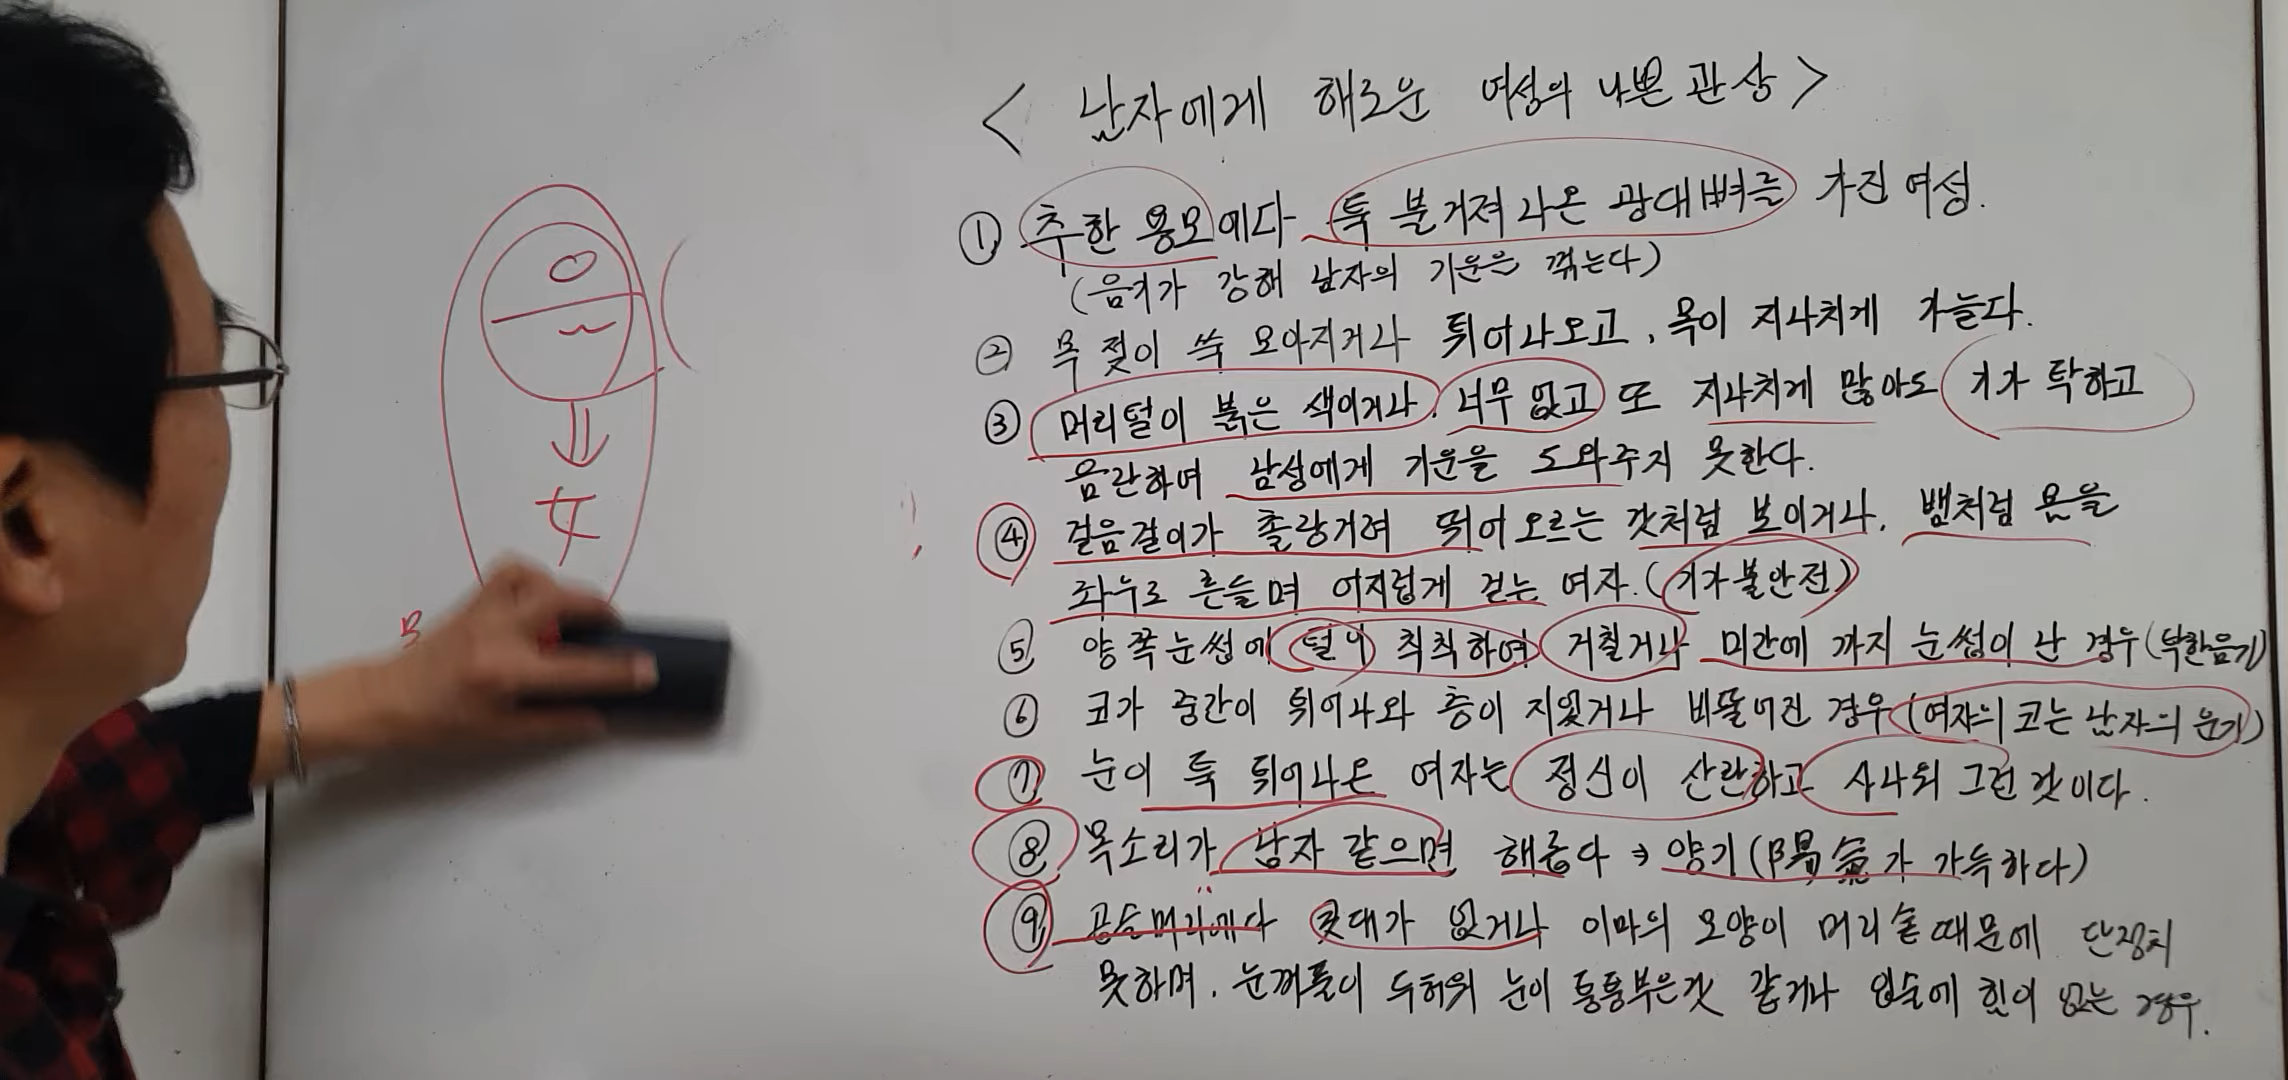 女
< 남자에게 해로운 여성의 나쁜 관상 >
① 추한 용모에다 툭 불거져 나온 광대뼈를 가진 여성.
(음기가 강해 남자의 기운은 꺾는다)
② 목 젖이 쑥 모아지거나 튀어나오고, 목이 지나치게 가늘다.
③ 머리털이 붉은 색이거나, 너무 없고 또 지나치게 많아도 기가 탁하고
음란하며 남성에게 기운을 도와주지 못한다.
④ 걸음걸이가 촐랑거려 뛰어오르는 것처럼 보이거나, 뱀처럼 몸을
좌우로 흔들며 어지럽게 걷는 여자. (기가 불안전)
⑤ 양쪽눈썹에 털이 칙칙하여 거칠거나 미간에 까지 눈썹이 난 경우 (탁한음기)
⑥ 코가 중간이 튀어나와 층이 지었거나 비뚤어진 경우 (여자의 코는 남자의 운기)
⑦ 눈이 툭 튀어나온 여자는 정신이 산란하고 사나워 그런 것이다.
⑧ 목소리가 남자 같으면 해롭다 → 양기 (陽氣가 가득하다)
⑨ 곱슬머리에다 콧대가 없거나 이마의 모양이 머리숱때문에 단정치
못하며, 눈꺼풀이 두꺼워 눈이 퉁퉁부은것 같거나 입술에 힘이 없는 경우.